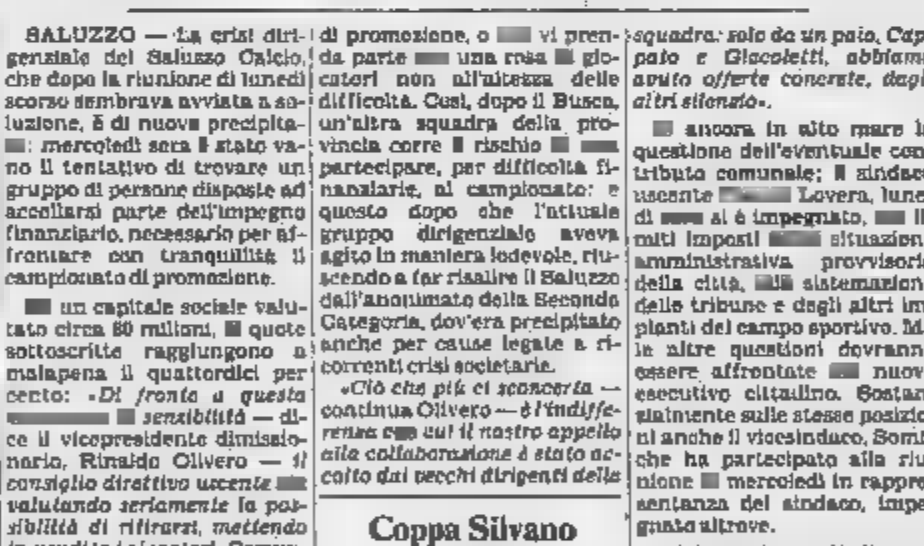 SALUZZO — La crisi diri-
genziale del Saluzzo Calcio,
che dopo la riunione di lunedì
scorso sembrava avviata a so-
luzione, è di nuovo precipita-
: mercoledì sera stato va-
no il tentativo di trovare un
gruppo di persone disposte ad
accollarsi parte dell'impegno
finanziario, necessario per af-
frontare con tranquillità il
campionato di promozione.
un capitale sociale valu-
tato circa 60 milioni, quote
sottoscritte raggiungono a
malapena il quattordici per
cento: «Di fronte a questa
sensibilità — di-
ce il vicepresidente dimissio-
nario, Rinaldo Olivero — il
consiglio direttivo uscente
valutando seriamente la pos-
sibilità di ritirarsi, mettendo
in vendita i giocatori.
di promozione, o vi pren-
da parte una rosa gio-
catori non all'altezza delle
difficoltà. Così, dopo il Busca,
un'altra squadra della pro-
vincia corre rischio
partecipare, per difficoltà fi-
nanziarie, al campionato: e
questo dopo che l'attuale
gruppo dirigenziale aveva
agito in maniera lodevole, riu-
scendo a far risalire il Saluzzo
dall'anonimato della Seconda
Categoria, dov'era precipitato
anche per cause legate a ri-
correnti crisi societarie.
«Ciò che più ci sconcerta —
continua Olivero — è l'indiffe-
renza con cui il nostro appello
alla collaborazione è stato ac-
colto dai vecchi dirigenti della
Coppa Silvano
squadra: solo da un paio, Cap
paio e Giacoletti, abbiam
avuto offerte concrete, dagl
altri silenzio».
ancora in alto mare l
questione dell'eventuale con
tributo comunale; sindac
uscente Lovera, lune
di si è impegnato, l
miti imposti situazion
amministrativa provvisori
della città, sistemazion
delle tribune e degli altri im
pianti del campo sportivo. M
le altre questioni dovrann
essere affrontate nuov
esecutivo cittadino. Sostan
zialmente sulle stesse posizio
ni anche il vicesindaco,
che ha partecipato alla riu
nione mercoledì in rappre
sentanza del sindaco, impe
gnato altrove.